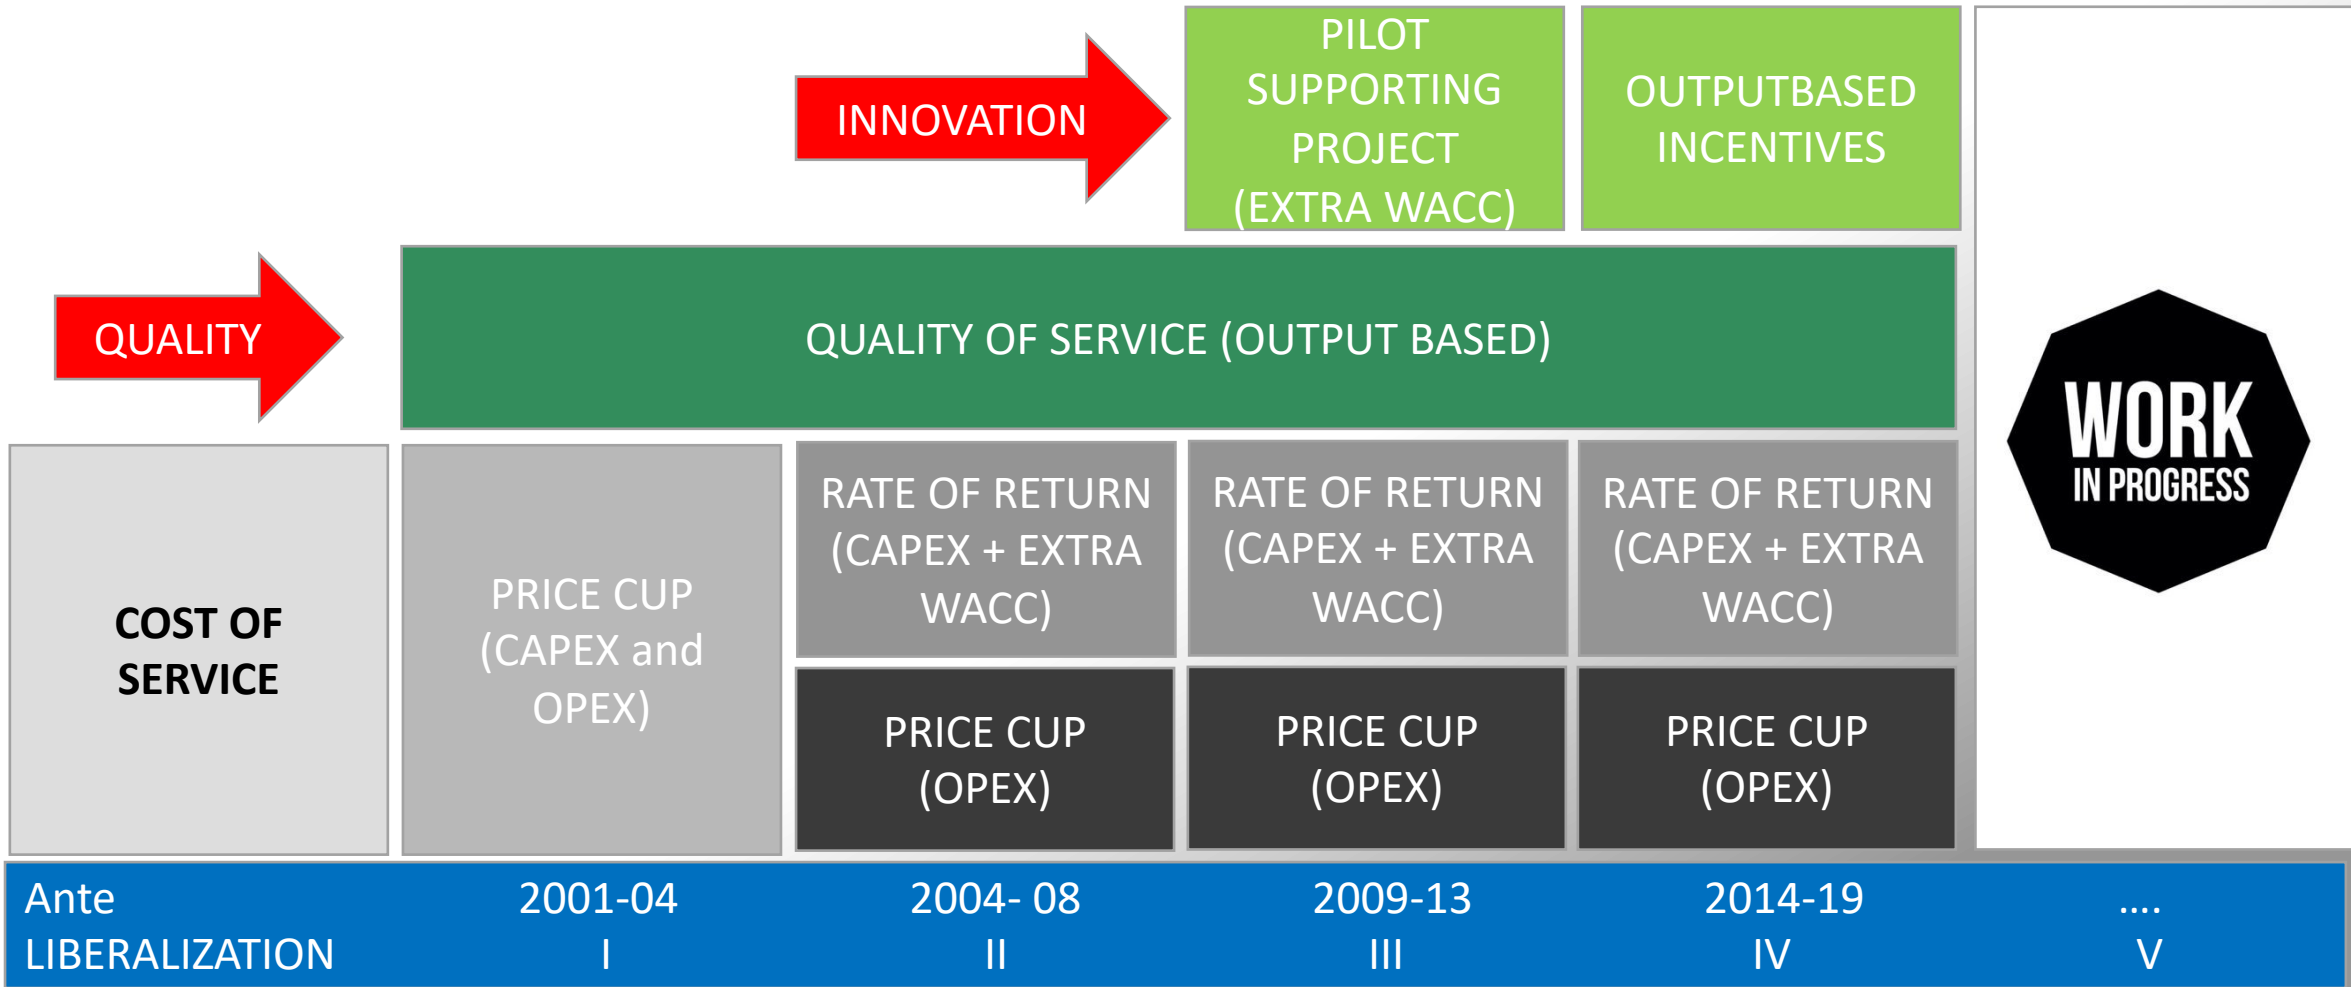 PILOT
SUPPORTING
PROJECT
(EXTRA WACC)
OUTPUTBASED
INCENTIVES
INNOVATION
QUALITY
QUALITY OF SERVICE (OUTPUT BASED)
WORK
IN PROGRESS
COST OF
SERVICE
PRICE CUP
(CAPEX and
OPEX)
RATE OF RETURN
(CAPEX + EXTRA
WACC)
RATE OF RETURN
(CAPEX + EXTRA
WACC)
RATE OF RETURN
(CAPEX + EXTRA
WACC)
PRICE CUP
(OPEX)
PRICE CUP
(OPEX)
PRICE CUP
(OPEX)
Ante 2001-04 2004- 08 2009-13 2014-19 ....
LIBERALIZATION I II III IV V